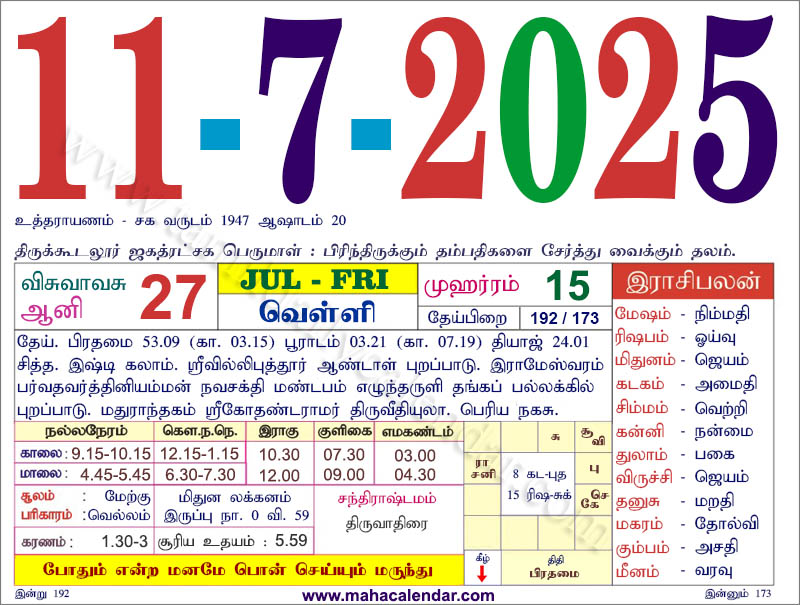 11-7-2025
உத்தராயணம் - சக வருடம் 1947 ஆஷாடம் 20
திருக்கூடலூர் ஜகத்ரட்சக பெருமாள் : பிரிந்திருக்கும் தம்பதிகளை சேர்த்து வைக்கும் தலம்.
விசுவாவசு
ஆனி 27
JUL - FRI
வெள்ளி
முஹர்ரம் 15
தேய்பிறை 192 / 173
தேய். பிரதமை 53.09 (கா. 03.15) பூராடம் 03.21 (கா. 07.19) தியாஜ் 24.01
சித்த. இஷ்டி கலாம். ஸ்ரீவில்லிபுத்தூர் ஆண்டாள் புறப்பாடு. இராமேஸ்வரம்
பர்வதவர்த்தினியம்மன் நவசக்தி மண்டபம் எழுந்தருளி தங்கப் பல்லக்கில்
புறப்பாடு. மதுராந்தகம் ஸ்ரீகோதண்டராமர் திருவீதியுலா. பெரிய நகசு.
நல்லநேரம் கௌ.ந.நெ. இராகு குளிகை எமகண்டம்
காலை : 9.15-10.15 12.15-1.15 10.30 07.30 03.00
மாலை : 4.45-5.45 6.30-7.30 12.00 09.00 04.30
சூலம் : மேற்கு
பரிகாரம் :வெல்லம்
மிதுன லக்கனம்
இருப்பு நா. 0 வி. 59
சந்திராஷ்டமம்
திருவாதிரை
கரணம் : 1.30-3 சூரிய உதயம் : 5.59
போதும் என்ற மனமே பொன் செய்யும் மருந்து
சு
சூ
வி
ரா
சனி
8 கட-புத
15 ரிஷ-சுக்
பு
செ
கே
கீழ்
திதி
பிரதமை
இராசிபலன்
மேஷம் - நிம்மதி
ரிஷபம் - ஓய்வு
மிதுனம் - ஜெயம்
கடகம் - அமைதி
சிம்மம் - வெற்றி
கன்னி - நன்மை
துலாம் - பகை
விருச்சி - ஜெயம்
தனுசு - மறதி
மகரம் - தோல்வி
கும்பம் - அசதி
மீனம் - வரவு
இன்று 192
www.mahacalendar.com
இன்னும் 173